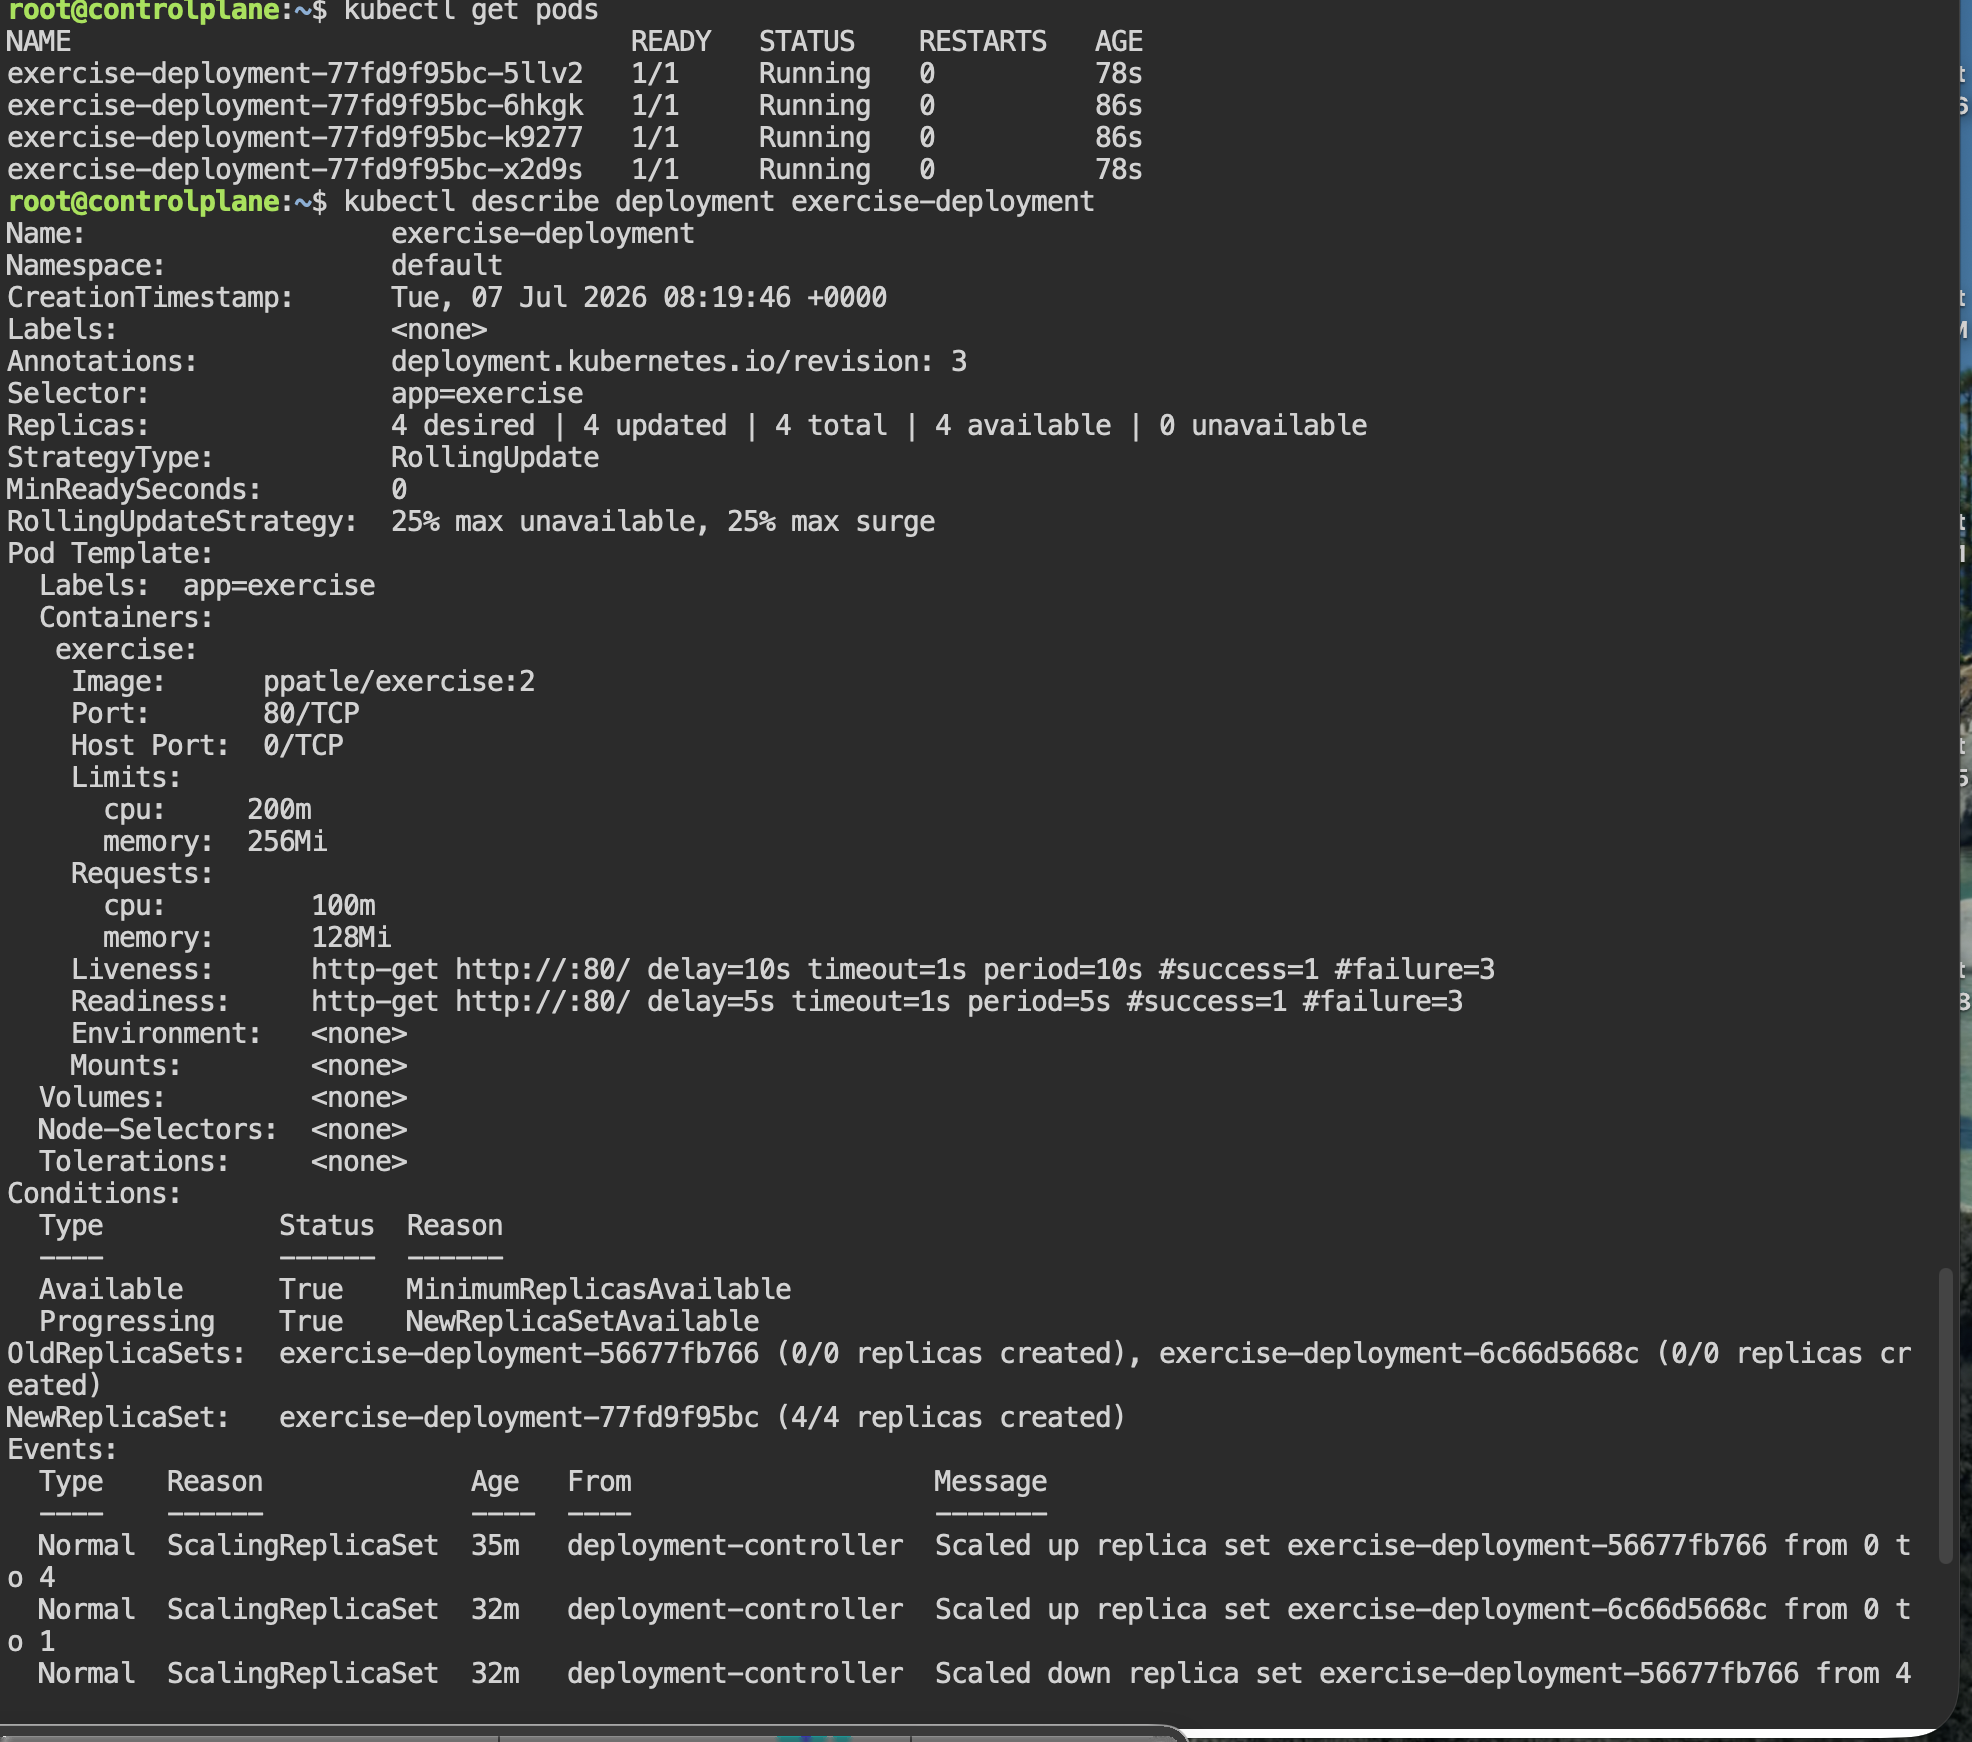 root@controlplane:~$ kubectl get pods
NAME                                   READY   STATUS    RESTARTS   AGE
exercise-deployment-77fd9f95bc-5llv2   1/1     Running   0          78s
exercise-deployment-77fd9f95bc-6hkgk   1/1     Running   0          86s
exercise-deployment-77fd9f95bc-k9277   1/1     Running   0          86s
exercise-deployment-77fd9f95bc-x2d9s   1/1     Running   0          78s
root@controlplane:~$ kubectl describe deployment exercise-deployment
Name:                   exercise-deployment
Namespace:              default
CreationTimestamp:      Tue, 07 Jul 2026 08:19:46 +0000
Labels:                 <none>
Annotations:            deployment.kubernetes.io/revision: 3
Selector:               app=exercise
Replicas:               4 desired | 4 updated | 4 total | 4 available | 0 unavailable
StrategyType:           RollingUpdate
MinReadySeconds:        0
RollingUpdateStrategy:  25% max unavailable, 25% max surge
Pod Template:
  Labels:  app=exercise
  Containers:
   exercise:
    Image:      ppatle/exercise:2
    Port:       80/TCP
    Host Port:  0/TCP
    Limits:
      cpu:     200m
      memory:  256Mi
    Requests:
      cpu:         100m
      memory:      128Mi
    Liveness:      http-get http://:80/ delay=10s timeout=1s period=10s #success=1 #failure=3
    Readiness:     http-get http://:80/ delay=5s timeout=1s period=5s #success=1 #failure=3
    Environment:   <none>
    Mounts:        <none>
  Volumes:         <none>
  Node-Selectors:  <none>
  Tolerations:     <none>
Conditions:
  Type           Status  Reason
  ----           ------  ------
  Available      True    MinimumReplicasAvailable
  Progressing    True    NewReplicaSetAvailable
OldReplicaSets:  exercise-deployment-56677fb766 (0/0 replicas created), exercise-deployment-6c66d5668c (0/0 replicas cr
eated)
NewReplicaSet:   exercise-deployment-77fd9f95bc (4/4 replicas created)
Events:
  Type    Reason             Age   From                   Message
  ----    ------             ----  ----                   -------
  Normal  ScalingReplicaSet  35m   deployment-controller  Scaled up replica set exercise-deployment-56677fb766 from 0 t
o 4
  Normal  ScalingReplicaSet  32m   deployment-controller  Scaled up replica set exercise-deployment-6c66d5668c from 0 t
o 1
  Normal  ScalingReplicaSet  32m   deployment-controller  Scaled down replica set exercise-deployment-56677fb766 from 4